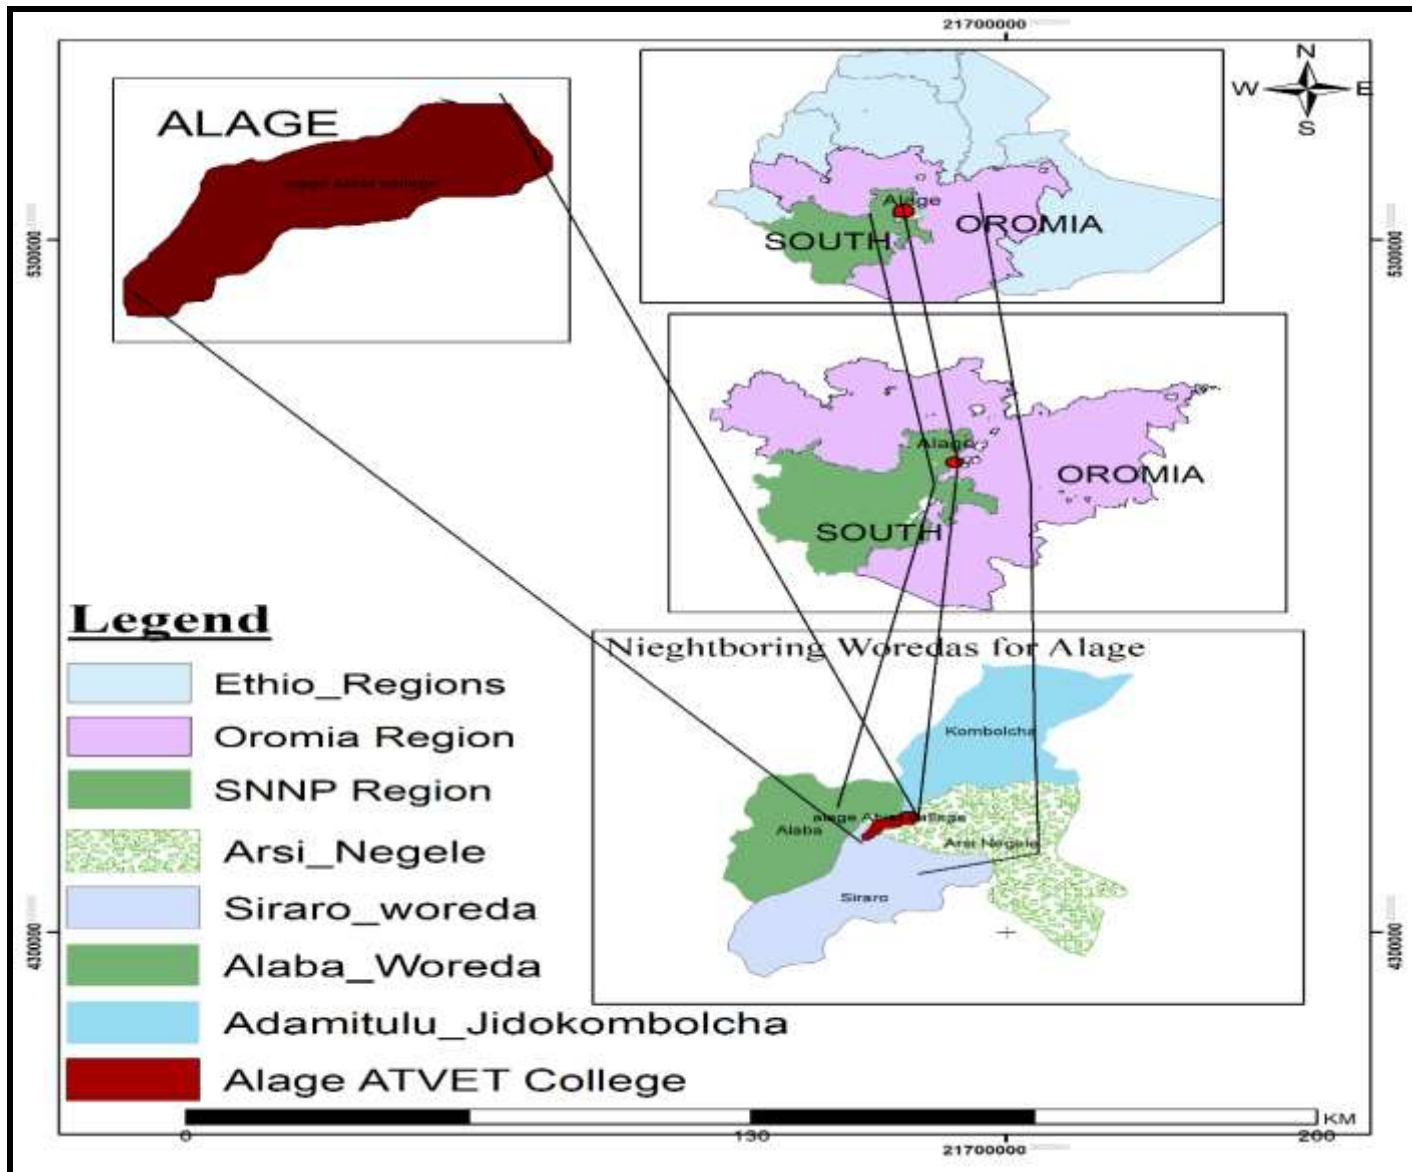 21700000
N
W E
S
ALAGE
Alage
SOUTH
OROMIA
5300000
5300000
Alage
OROMIA
SOUTH
Legend
Ethio_Regions
Oromia Region
SNNP Region
Arsi_Negele
Siraro_woreda
Alaba_Woreda
Adamitulu_Jidokombolcha
Alage ATVET College
Nieghtboring Woredas for Alage
Kombolcha
Alaba
Arsi Negele
Siraro
4300000
4300000
0 130 260 KM
21700000